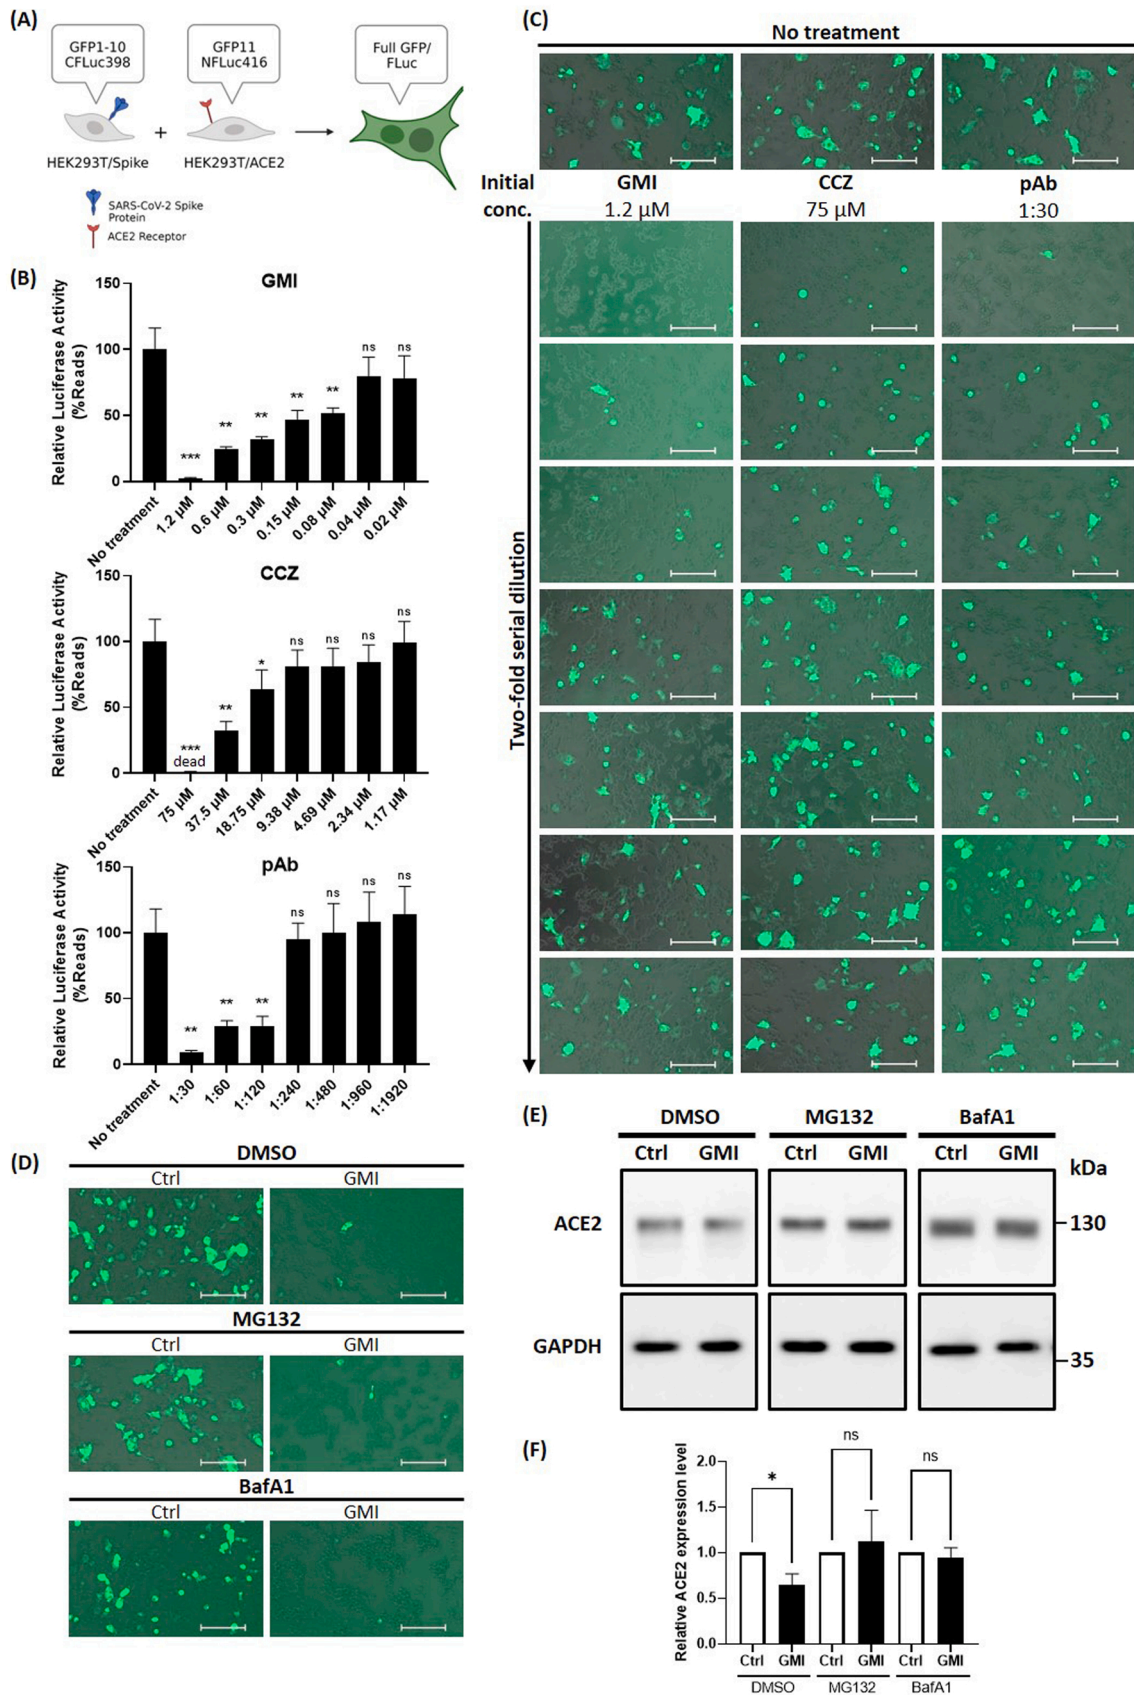 (A)
GFP1-10
CFLuc398
GFP11
NFLuc416
Full GFP/
FLuc
+
HEK293T/Spike
HEK293T/ACE2
SARS-CoV-2 Spike
Protein
ACE2 Receptor
(B)
GMI
Relative Luciferase Activity
(%Reads)
150
100
50
0
***
**
**
**
**
ns
ns
No treatment
1.2 µM
0.6 µM
0.3 µM
0.15 µM
0.08 µM
0.04 µM
0.02 µM
CCZ
Relative Luciferase Activity
(%Reads)
150
100
50
0
***
dead
**
*
ns
ns
ns
ns
No treatment
75 µM
37.5 µM
18.75 µM
9.38 µM
4.69 µM
2.34 µM
1.17 µM
pAb
Relative Luciferase Activity
(%Reads)
150
100
50
0
**
**
**
ns
ns
ns
ns
No treatment
1:30
1:60
1:120
1:240
1:480
1:960
1:1920
(C)
No treatment
Initial
conc.
GMI
1.2 µM
CCZ
75 µM
pAb
1:30
Two-fold serial dilution
(D)
DMSO
Ctrl GMI
MG132
Ctrl GMI
BafA1
Ctrl GMI
(E)
DMSO MG132 BafA1
Ctrl GMI Ctrl GMI Ctrl GMI
kDa
ACE2
130
GAPDH
35
(F)
Relative ACE2 expression level
2.0
1.5
1.0
0.5
0.0
*
ns
ns
Ctrl GMI Ctrl GMI Ctrl GMI
DMSO MG132 BafA1